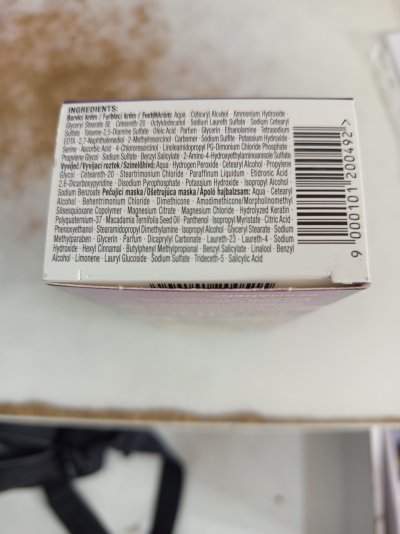 INGREDIENTS:
Barvicí krém / Farbiaci krém / Festékkrém: Aqua · Cetearyl Alcohol · Ammonium Hydroxide
Glyceryl Stearate SE · Ceteareth-20 · Octyldodecanol · Sodium Laureth Sulfate · Sodium Cetearyl
Sulfate · Toluene-2,5-Diamine Sulfate · Oleic Acid · Parfum · Glycerin · Ethanolamine · Tetrasodium
EDTA · 2,7-Naphthalenediol · 2-Methylresorcinol · Carbomer · Sodium Sulfite · Potassium Hydroxide
Serine · Ascorbic Acid · 4-Chlororesorcinol · Linoleamidopropyl PG-Dimonium Chloride Phosphate
Propylene Glycol · Sodium Sulfate · Benzyl Salicylate · 2-Amino-4-Hydroxyethylaminoanisole Sulfate
Vyvíječ / Vyvíjací roztok / Színelőhívó: Aqua · Hydrogen Peroxide · Cetearyl Alcohol · Propylene
Glycol · Ceteareth-20 · Steartrimonium Chloride · Paraffinum Liquidum · Etidronic Acid ·
2,6-Dicarboxypyridine · Disodium Pyrophosphate · Potassium Hydroxide · Isopropyl Alcohol ·
Sodium Benzoate Pečující maska / Ošetrujúca maska / Ápoló hajbalzsam: Aqua · Cetearyl
Alcohol · Behentrimonium Chloride · Dimethicone · Amodimethicone/Morpholinomethyl
Silsesquioxane Copolymer · Magnesium Citrate · Magnesium Chloride · Hydrolyzed Keratin ·
Polyquaternium-37 · Macadamia Ternifolia Seed Oil · Panthenol · Isopropyl Myristate · Citric Acid ·
Phenoxyethanol · Stearamidopropyl Dimethylamine · Isopropyl Alcohol · Glyceryl Stearate · Sodium
Methylparaben · Glycerin · Parfum · Dicaprylyl Carbonate · Laureth-23 · Laureth-4 · Sodium
Hydroxide · Hexyl Cinnamal · Butylphenyl Methylpropional · Benzyl Salicylate · Linalool · Benzyl
Alcohol · Limonene · Lauryl Glucoside · Sodium Sulfate · Trideceth-5 · Salicylic Acid
9 000101 200492 >